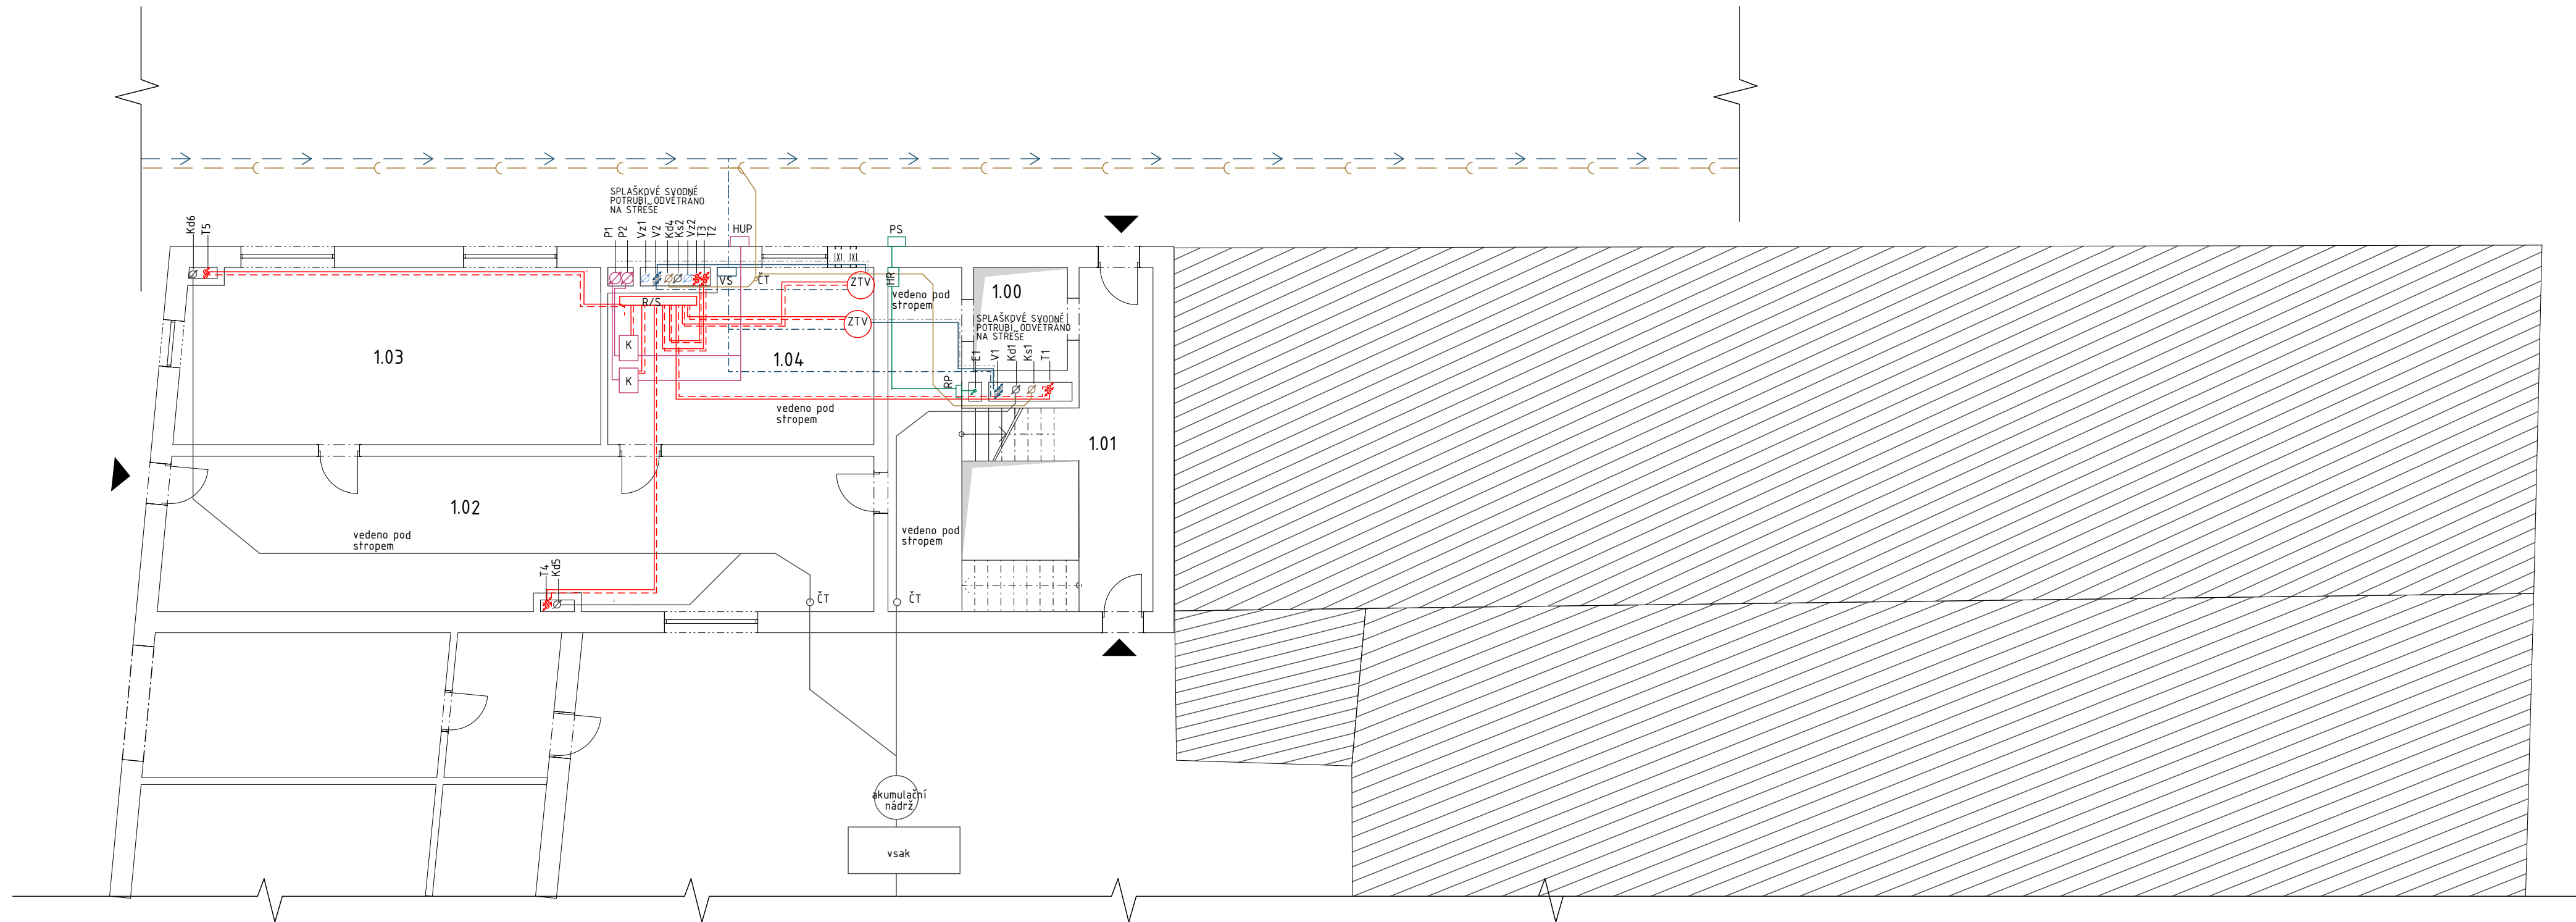 SPLAŠKOVÉ SVODNÉ
POTRUBÍ ODVĚTRÁNO
NA STŘEŠE
Kd6
T5
P1
P2
Vz1
V2
Kd4
Ks2
Vz2
T3
T2
HUP
PS
VS
ČT
ZTV
HR
vedeno pod
stropem
1.00
R/S
SPLAŠKOVÉ SVODNÉ
POTRUBÍ ODVĚTRÁNO
NA STŘEŠE
ZTV
K
1.03
1.04
E1
V1
Kd1
Ks1
T1
K
RP
vedeno pod
stropem
1.01
1.02
vedeno pod
stropem
vedeno pod
stropem
T4
Kd5
ČT
ČT
akumulační
nádrž
vsak